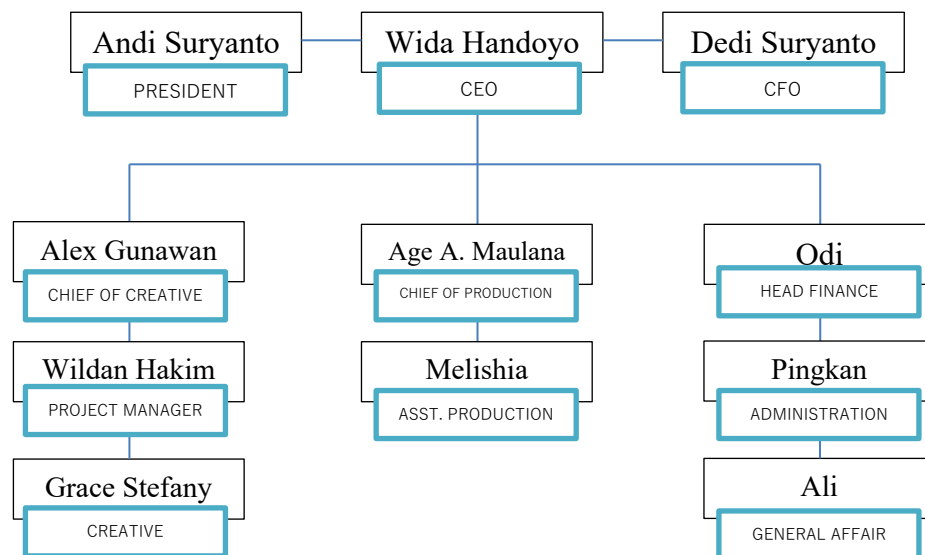 Andi Suryanto
PRESIDENT
Wida Handoyo
CEO
Dedi Suryanto
CFO
Alex Gunawan
CHIEF OF CREATIVE
Age A. Maulana
CHIEF OF PRODUCTION
Odi
HEAD FINANCE
Wildan Hakim
PROJECT MANAGER
Melishia
ASST. PRODUCTION
Pingkan
ADMINISTRATION
Grace Stefany
CREATIVE
Ali
GENERAL AFFAIR